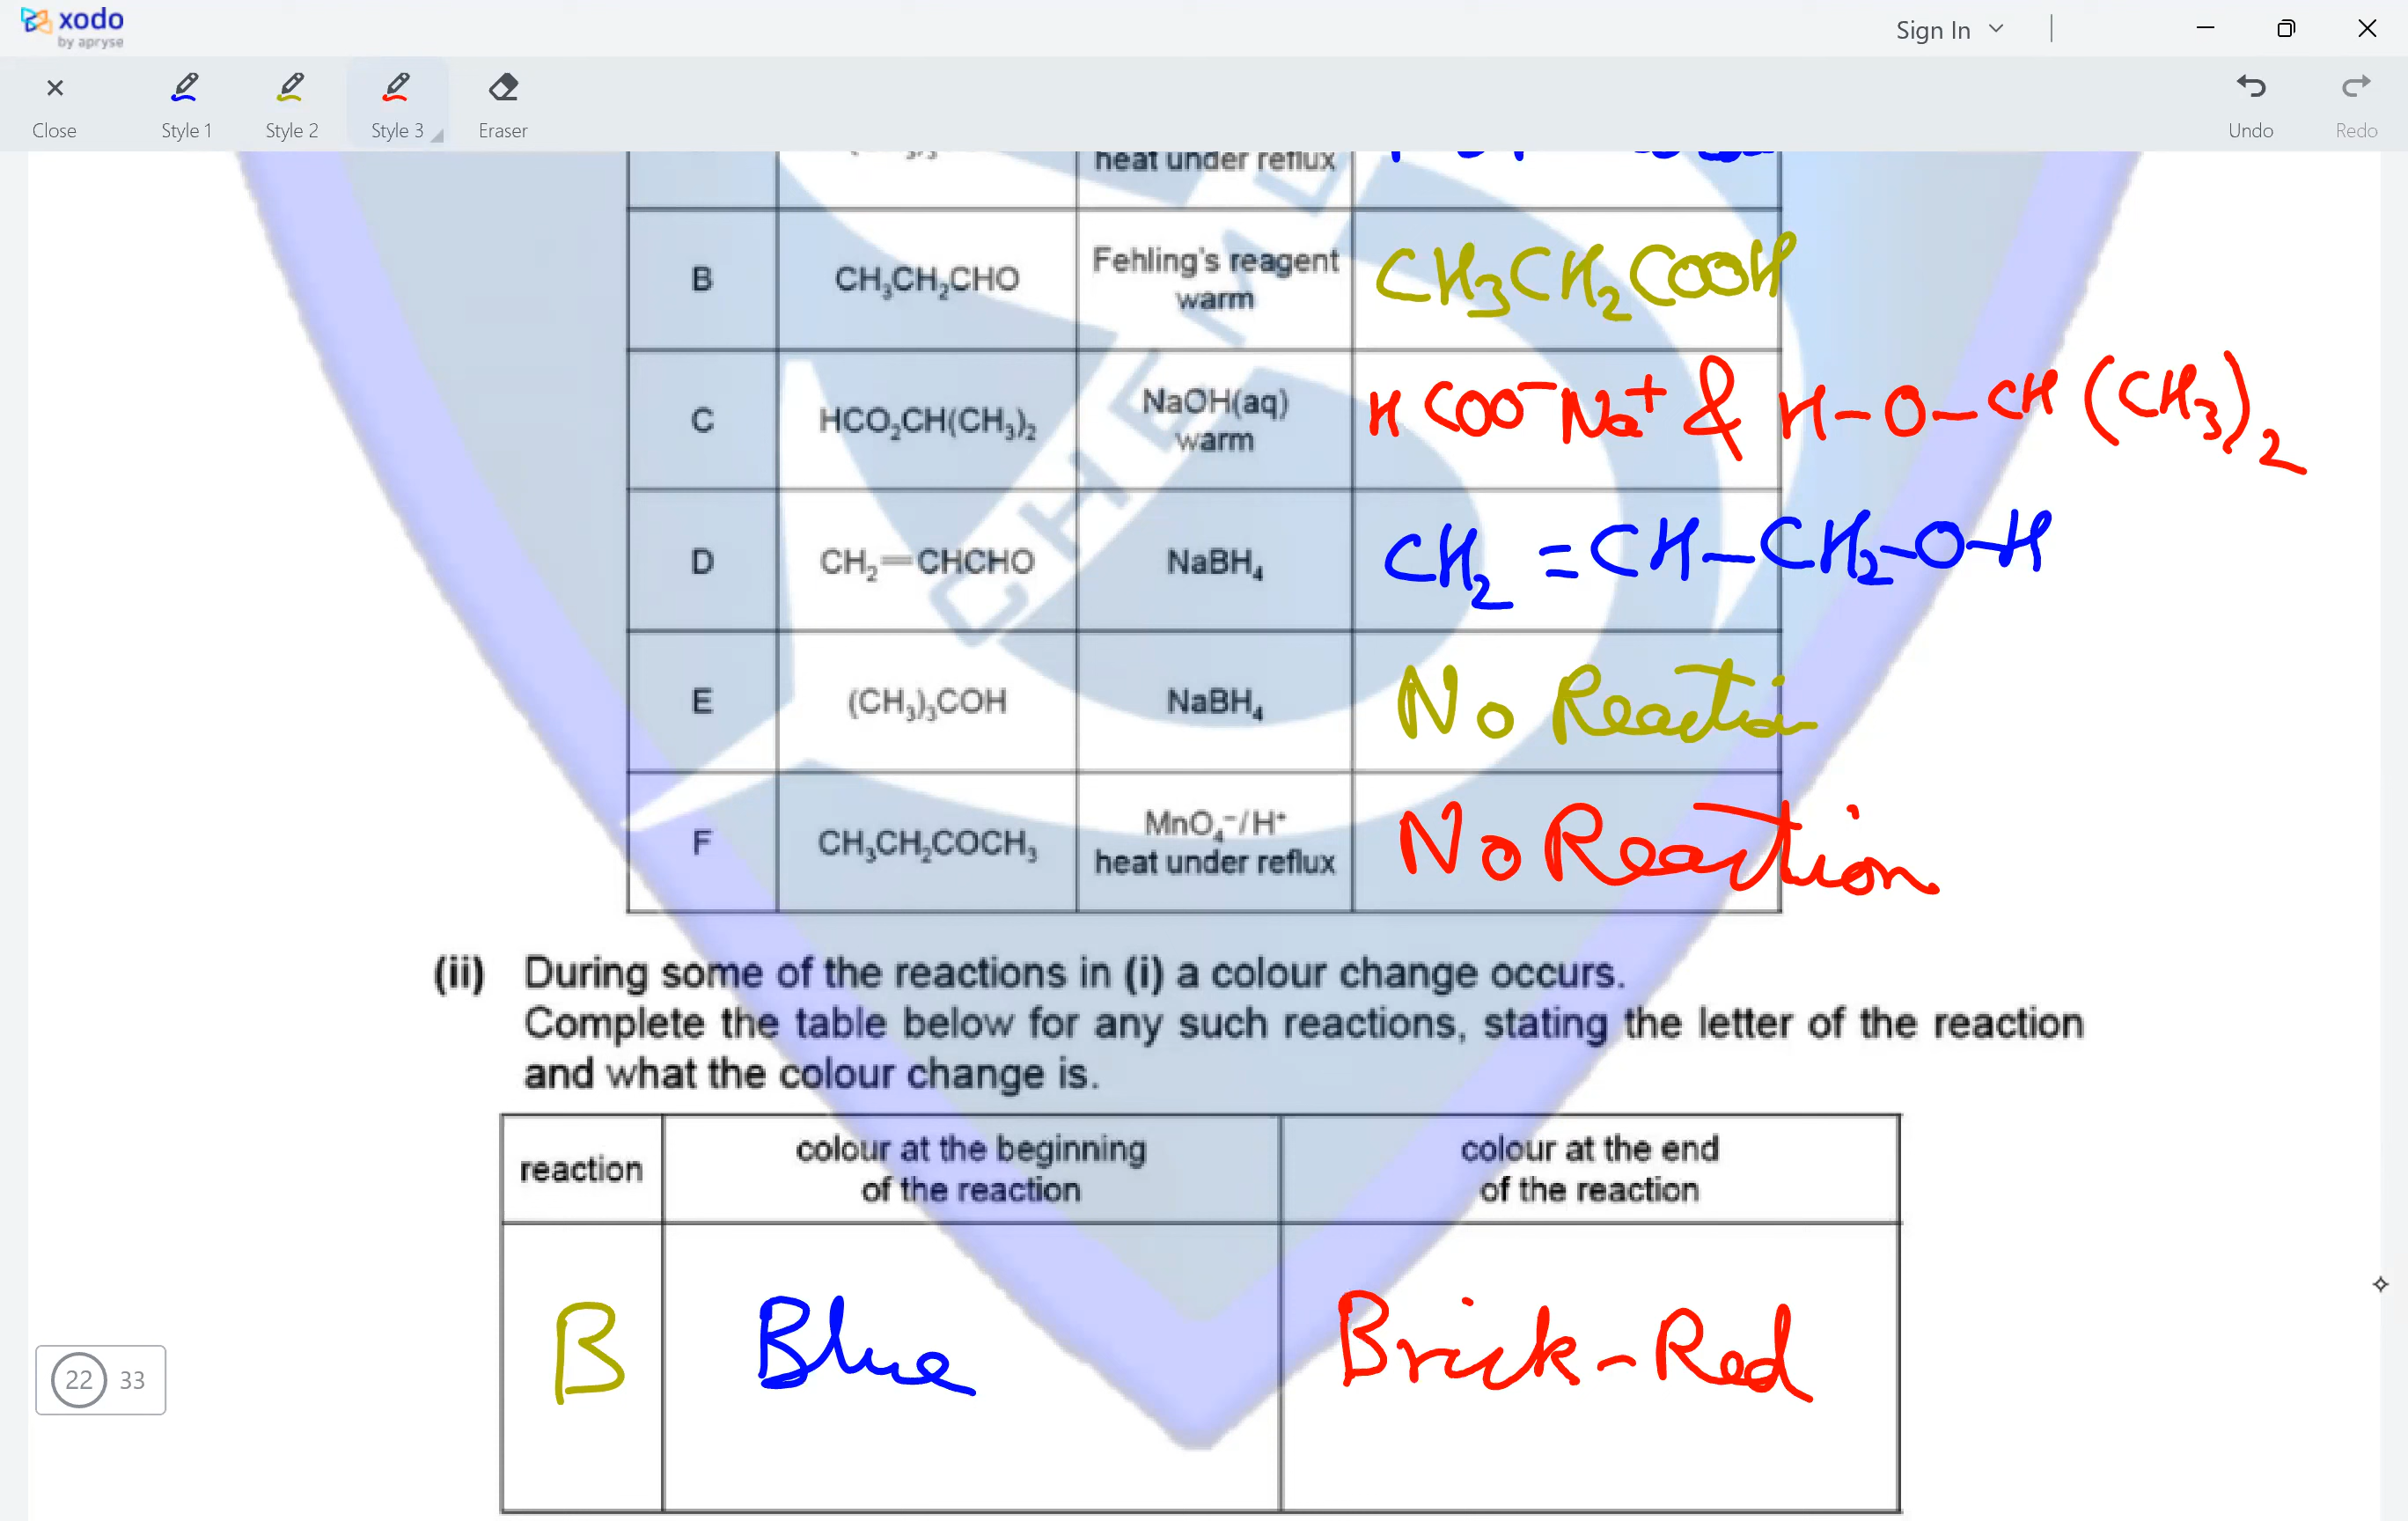 xodo
by apryse
Sign In
Close
Style 1
Style 2
Style 3
Eraser
Undo
Redo
heat under reflux
B
CH₃CH₂CHO
Fehling's reagent
warm
CH₃CH₂COOH
C
HCO₂CH(CH₃)₂
NaOH(aq)
warm
HCOO⁻Na⁺ & H-O-CH(CH₃)₂
D
CH₂=CHCHO
NaBH₄
CH₂=CH-CH₂-O-H
E
(CH₃)₃COH
NaBH₄
No Reaction
F
CH₃CH₂COCH₃
MnO₄⁻/H⁺
heat under reflux
No Reaction
(ii) During some of the reactions in (i) a colour change occurs.
Complete the table below for any such reactions, stating the letter of the reaction
and what the colour change is.
reaction
colour at the beginning
of the reaction
colour at the end
of the reaction
B
Blue
Brick-Red
22 33
CHEM